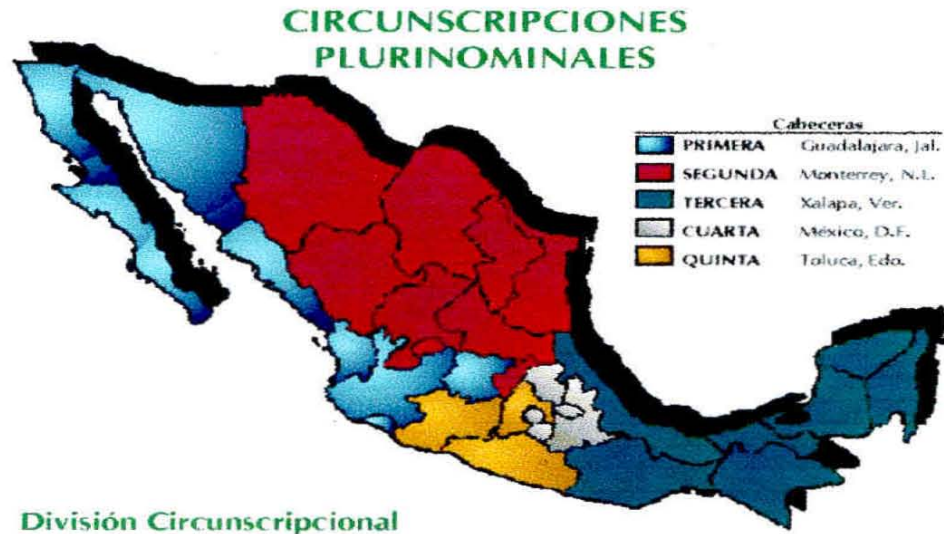 CIRCUNSCRIPCIONES
PLURINOMINALES
Cabeceras
PRIMERA Guadalajara, Jal.
SEGUNDA Monterrey, N.L.
TERCERA Xalapa, Ver.
CUARTA México, D.F.
QUINTA Toluca, Edo.
División Circunscripcional